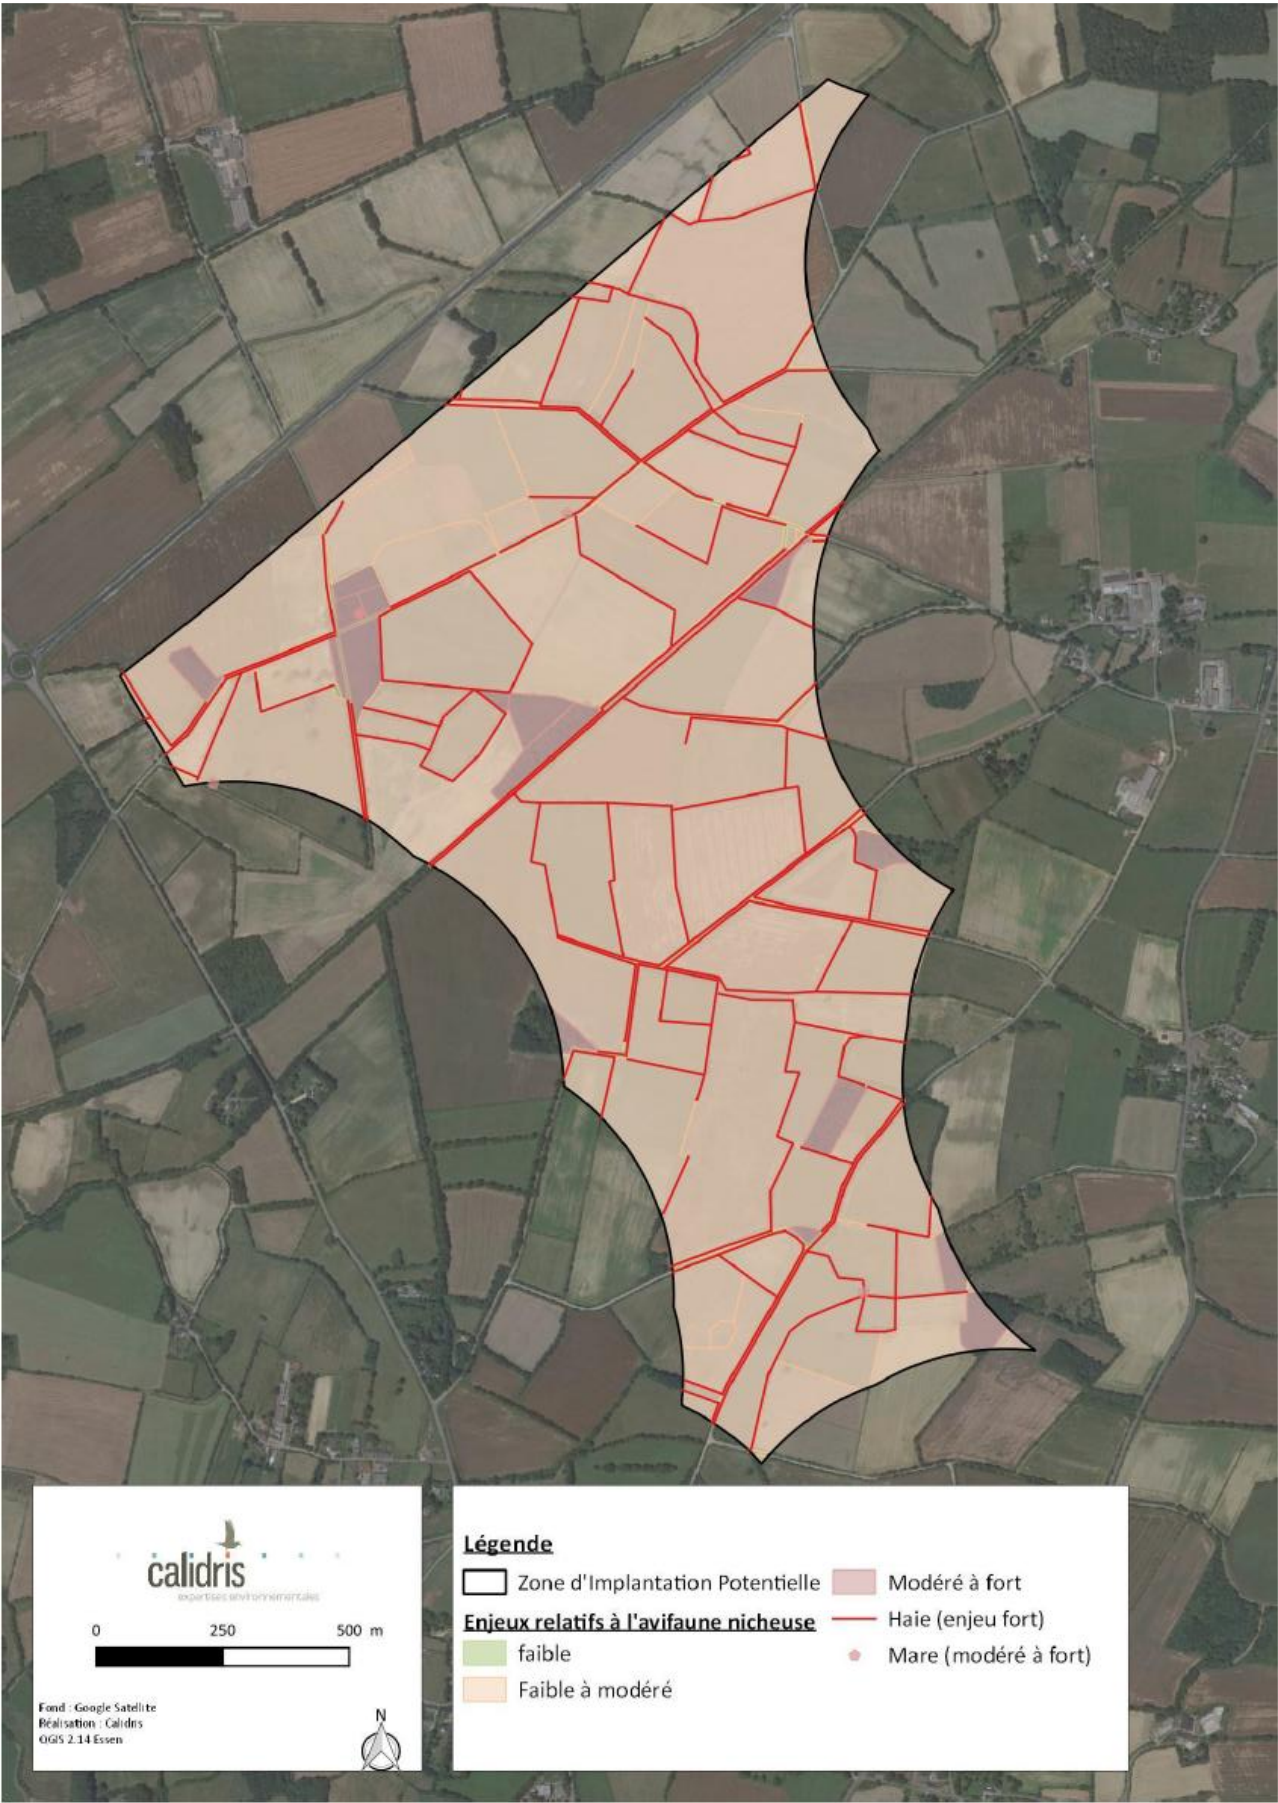 calidris
expertises environnementales
0 250 500 m
Fond : Google Satellite
Réalisation : Calidris
QGIS 2.14 Essen
N
Légende
Zone d'Implantation Potentielle
Enjeux relatifs à l'avifaune nicheuse
faible
Faible à modéré
Modéré à fort
Haie (enjeu fort)
Mare (modéré à fort)